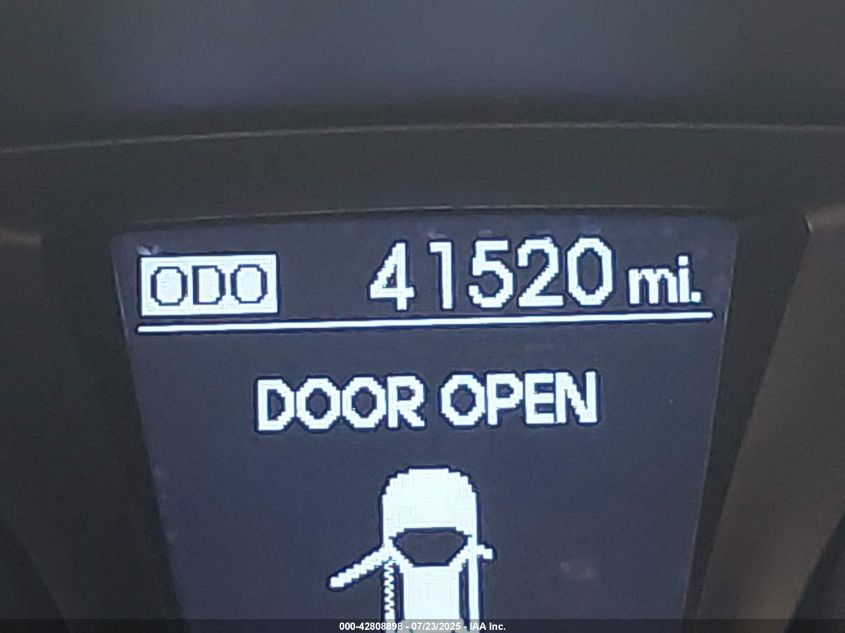 ODO 41520 mi.
DOOR OPEN
000-42808898 - 07/23/2025 - IAA Inc.